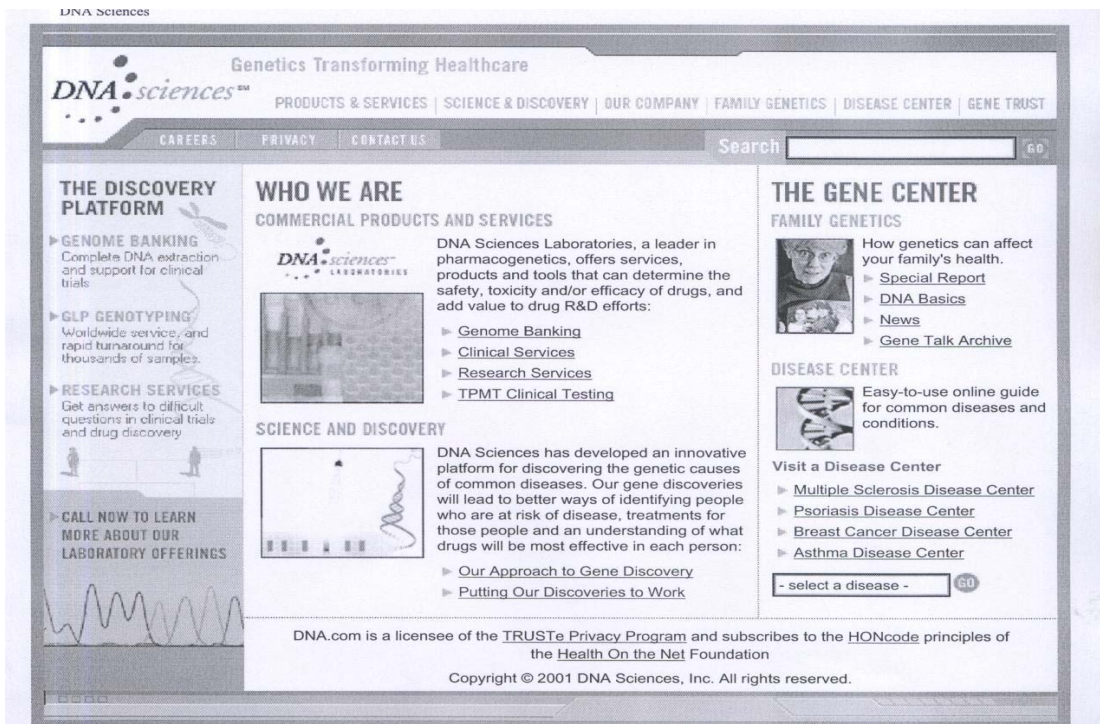 DNA Sciences
Genetics Transforming Healthcare
DNA sciences SM
PRODUCTS & SERVICES | SCIENCE & DISCOVERY | OUR COMPANY | FAMILY GENETICS | DISEASE CENTER | GENE TRUST
CAREERS | PRIVACY | CONTACT US
Search GO
THE DISCOVERY
PLATFORM
GENOME BANKING
Complete DNA extraction
and support for clinical
trials
GLP GENOTYPING
Worldwide service, and
rapid turnaround for
thousands of samples.
RESEARCH SERVICES
Get answers to difficult
questions in clinical trials
and drug discovery
CALL NOW TO LEARN
MORE ABOUT OUR
LABORATORY OFFERINGS
WHO WE ARE
COMMERCIAL PRODUCTS AND SERVICES
DNA sciences
LABORATORIES
DNA Sciences Laboratories, a leader in
pharmacogenetics, offers services,
products and tools that can determine the
safety, toxicity and/or efficacy of drugs, and
add value to drug R&D efforts:
Genome Banking
Clinical Services
Research Services
TPMT Clinical Testing
SCIENCE AND DISCOVERY
DNA Sciences has developed an innovative
platform for discovering the genetic causes
of common diseases. Our gene discoveries
will lead to better ways of identifying people
who are at risk of disease, treatments for
those people and an understanding of what
drugs will be most effective in each person:
Our Approach to Gene Discovery
Putting Our Discoveries to Work
THE GENE CENTER
FAMILY GENETICS
How genetics can affect
your family's health.
Special Report
DNA Basics
News
Gene Talk Archive
DISEASE CENTER
Easy-to-use online guide
for common diseases and
conditions.
Visit a Disease Center
Multiple Sclerosis Disease Center
Psoriasis Disease Center
Breast Cancer Disease Center
Asthma Disease Center
- select a disease - GO
DNA.com is a licensee of the TRUSTe Privacy Program and subscribes to the HONcode principles of
the Health On the Net Foundation
Copyright © 2001 DNA Sciences, Inc. All rights reserved.